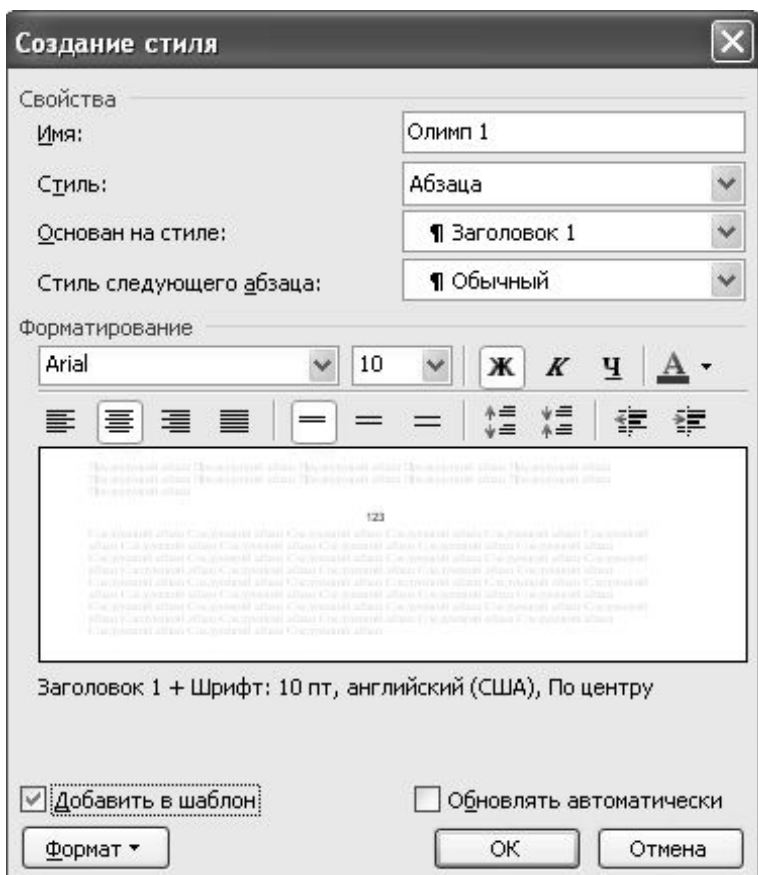 Создание стиля
Свойства
Имя: Олимп 1
Стиль: Абзаца
Основан на стиле: ¶ Заголовок 1
Стиль следующего абзаца: ¶ Обычный
Форматирование
Arial 10 Ж К Ч А
123
Заголовок 1 + Шрифт: 10 пт, английский (США), По центру
Добавить в шаблон Обновлять автоматически
Формат ОК Отмена